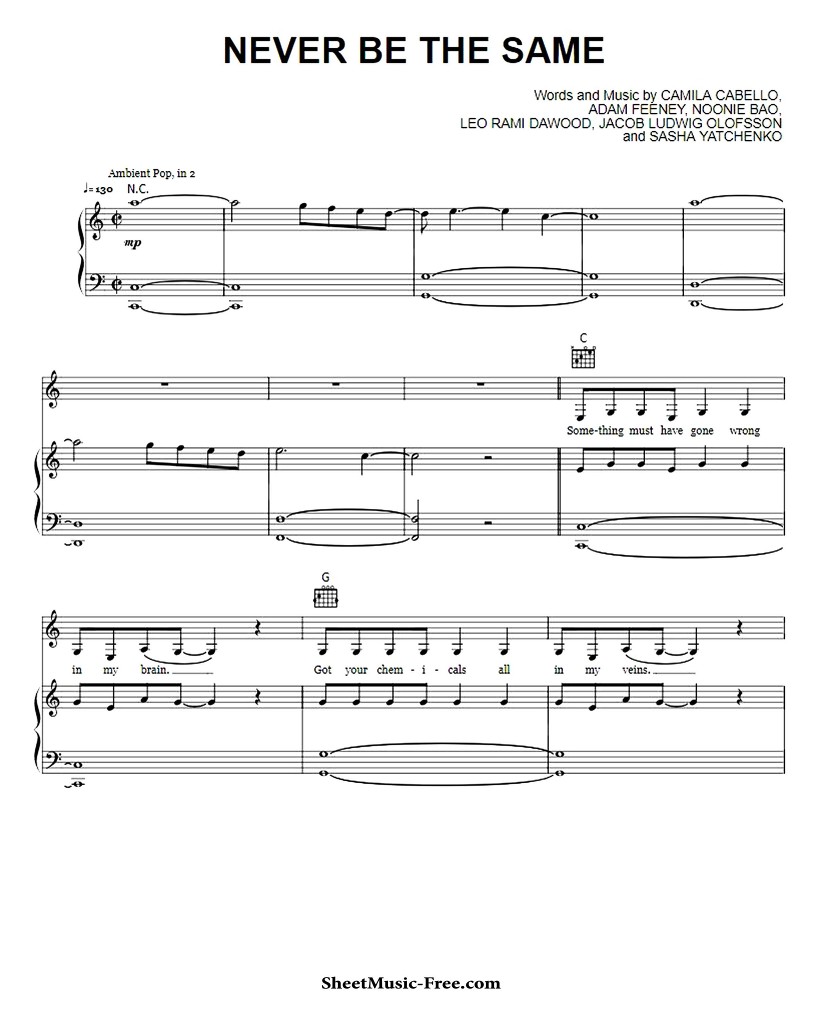 NEVER BE THE SAME
Words and Music by CAMILA CABELLO,
ADAM FEENEY, NOONIE BAO,
LEO RAMI DAWOOD, JACOB LUDWIG OLOFSSON
and SASHA YATCHENKO
Ambient Pop, in 2
♩=130 N.C.
mp
C
Some-thing must have gone wrong
G
in my brain.
Got your chem - i - cals all
in my veins.
SheetMusic-Free.com